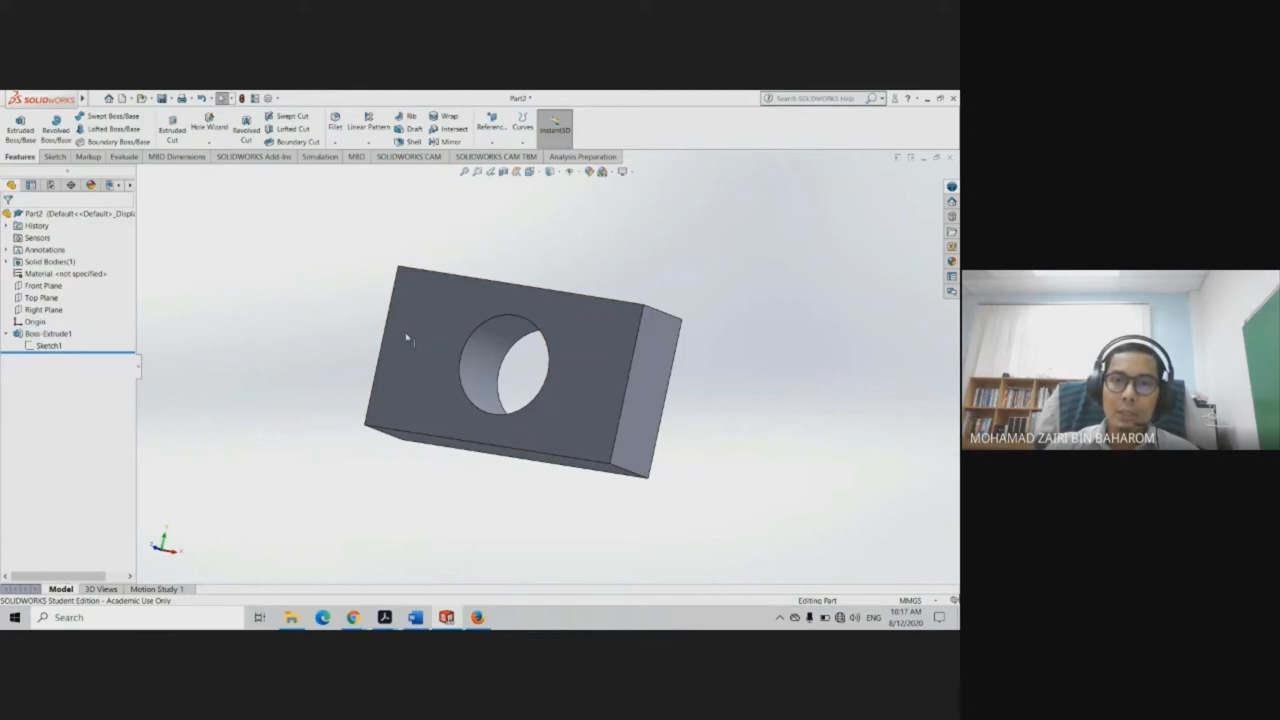 SOLIDWORKS
Part2 *
Search SOLIDWORKS Help
Extruded Boss/Base
Revolved Boss/Base
Swept Boss/Base
Lofted Boss/Base
Boundary Boss/Base
Extruded Cut
Hole Wizard
Revolved Cut
Swept Cut
Lofted Cut
Boundary Cut
Fillet
Linear Pattern
Rib
Draft
Shell
Wrap
Intersect
Mirror
Referenc...
Curves
Instant3D
Features Sketch Markup Evaluate MBD Dimensions SOLIDWORKS Add-Ins Simulation MBD SOLIDWORKS CAM SOLIDWORKS CAM TBM Analysis Preparation
Part2 (Default<<Default>_Displa
History
Sensors
Annotations
Solid Bodies(1)
Material <not specified>
Front Plane
Top Plane
Right Plane
Origin
Boss-Extrude1
Sketch1
MOHAMAD ZAIRI BIN BAHAROM
Model 3D Views Motion Study 1
SOLIDWORKS Student Edition - Academic Use Only
Editing Part
MMGS
Search
ENG
10:17 AM
8/12/2020